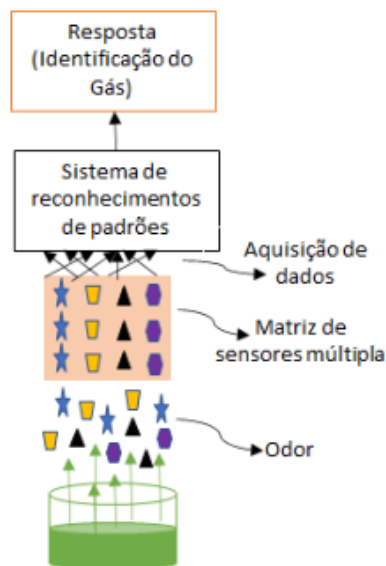 Resposta
(Identificação do
Gás)
Sistema de
reconhecimentos
de padrões
Aquisição de
dados
Matriz de
sensores múltipla
Odor